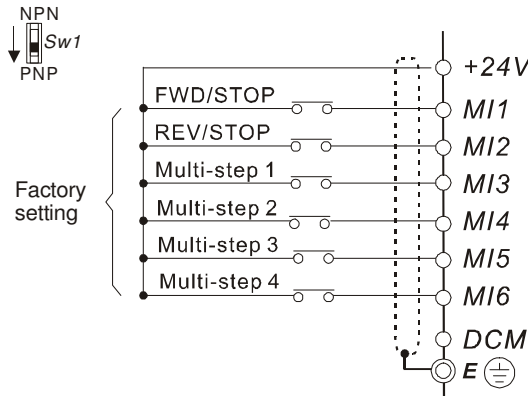 NPN
Sw1
PNP
+24V
FWD/STOP
MI1
REV/STOP
MI2
Multi-step 1
MI3
Factory
setting
Multi-step 2
MI4
Multi-step 3
MI5
Multi-step 4
MI6
DCM
E